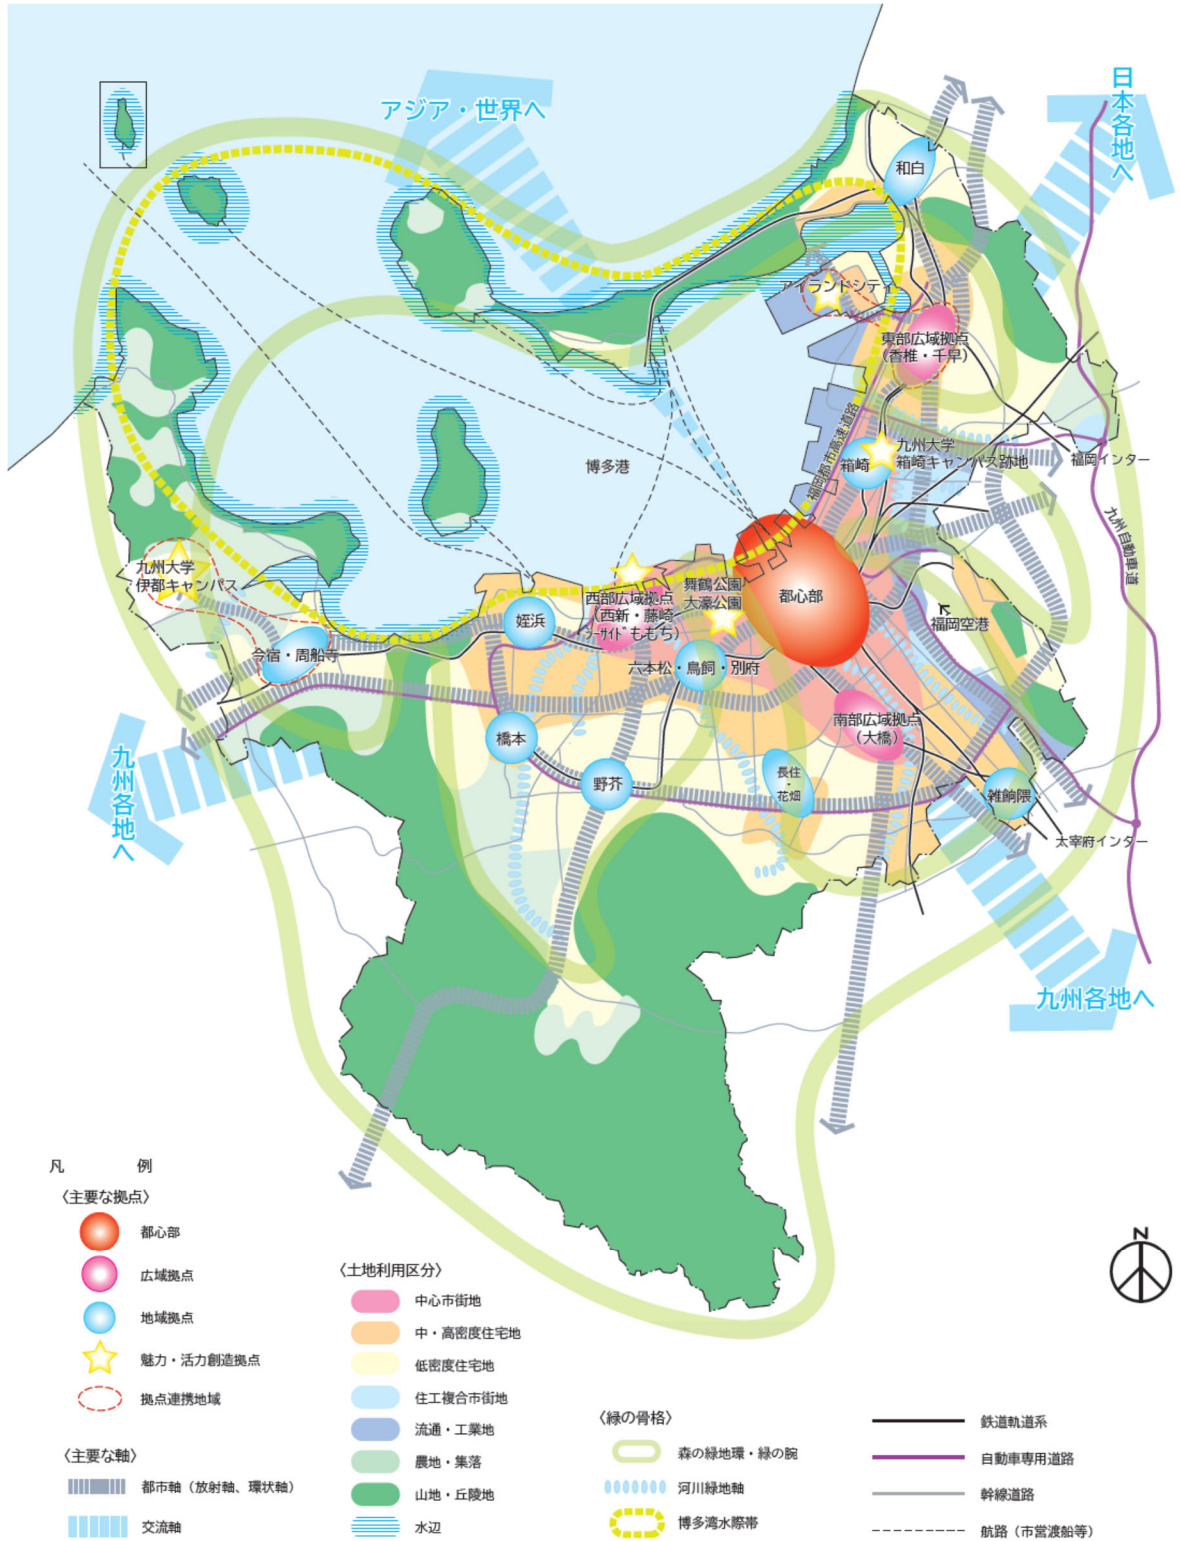 アジア・世界へ
日本各地へ
和白
アイランドシティ
東部広域拠点
（香椎・千早）
福岡都市高速道路
九州大学
箱崎キャンパス跡地
箱崎
福岡インター
博多港
九州自動車道
九州大学
伊都キャンパス
舞鶴公園
大濠公園
都心部
西部広域拠点
（西新・藤崎
ｼｰｻｲﾄﾞももち）
姪浜
福岡空港
今宿・周船寺
六本松・鳥飼・別府
南部広域拠点
（大橋）
橋本
野芥
長住
・
花畑
雑餉隈
太宰府インター
九州各地へ
九州各地へ
N
凡 例
〈主要な拠点〉
都心部
広域拠点
地域拠点
魅力・活力創造拠点
拠点連携地域
〈主要な軸〉
都市軸（放射軸、環状軸）
交流軸
〈土地利用区分〉
中心市街地
中・高密度住宅地
低密度住宅地
住工複合市街地
流通・工業地
農地・集落
山地・丘陵地
水辺
〈緑の骨格〉
森の緑地環・緑の腕
河川緑地軸
博多湾水際帯
鉄道軌道系
自動車専用道路
幹線道路
航路（市営渡船等）